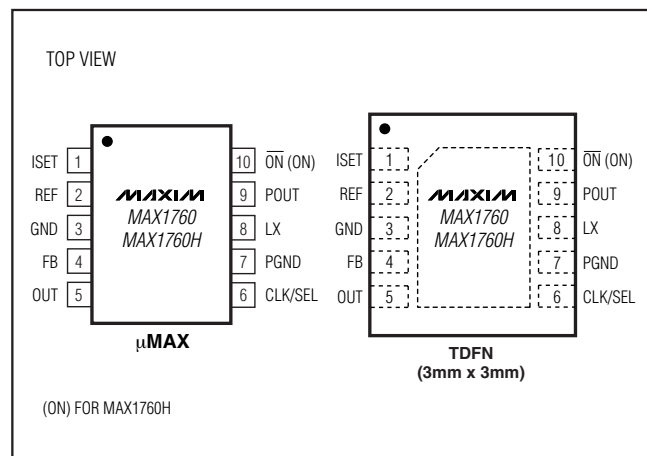 TOP VIEW
ISET 1
REF 2
GND 3
FB 4
OUT 5
MAXIM
MAX1760
MAX1760H
10 ON (ON)
9 POUT
8 LX
7 PGND
6 CLK/SEL
μMAX
ISET 1
REF 2
GND 3
FB 4
OUT 5
MAXIM
MAX1760
MAX1760H
10 ON (ON)
9 POUT
8 LX
7 PGND
6 CLK/SEL
TDFN
(3mm x 3mm)
(ON) FOR MAX1760H